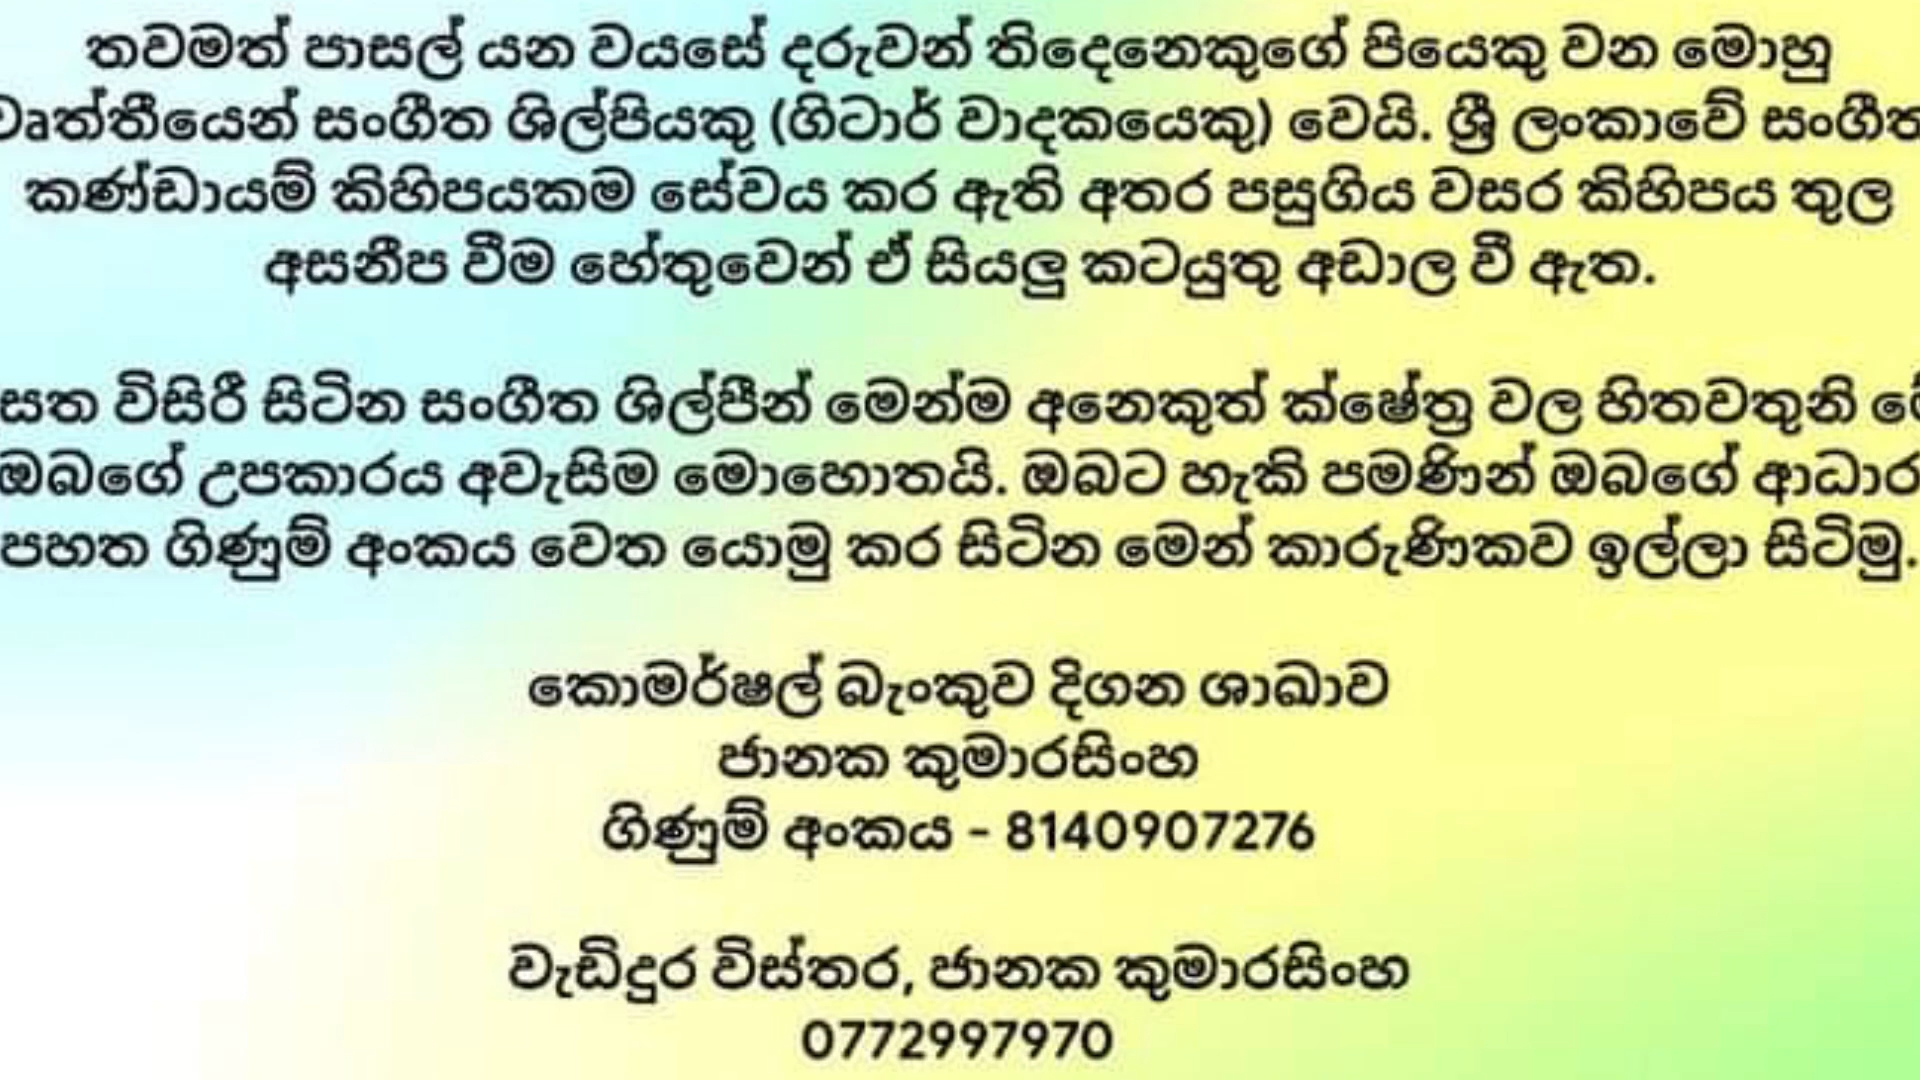 තවමත් පාසල් යන වයසේ දරුවන් තිදෙනෙකුගේ පියෙකු වන මොහු
වෘත්තීයෙන් සංගීත ශිල්පියකු (ගිටාර් වාදකයෙකු) වෙයි. ශ්‍රී ලංකාවේ සංගීත
කණ්ඩායම් කිහිපයකම සේවය කර ඇති අතර පසුගිය වසර කිහිපය තුල
අසනීප වීම හේතුවෙන් ඒ සියලු කටයුතු අඩාල වී ඇත.
සත විසිරී සිටින සංගීත ශිල්පීන් මෙන්ම අනෙකුත් ක්ෂේත්‍ර වල හිතවතුනි
ඔබගේ උපකාරය අවැසිම මොහොතයි. ඔබට හැකි පමණින් ඔබගේ ආධාර
පහත ගිණුම් අංකය වෙත යොමු කර සිටින මෙන් කාරුණිකව ඉල්ලා සිටිමු.
කොමර්ෂල් බැංකුව දිගන ශාඛාව
ජානක කුමාරසිංහ
ගිණුම් අංකය - 8140907276
වැඩිදුර විස්තර, ජානක කුමාරසිංහ
0772997970